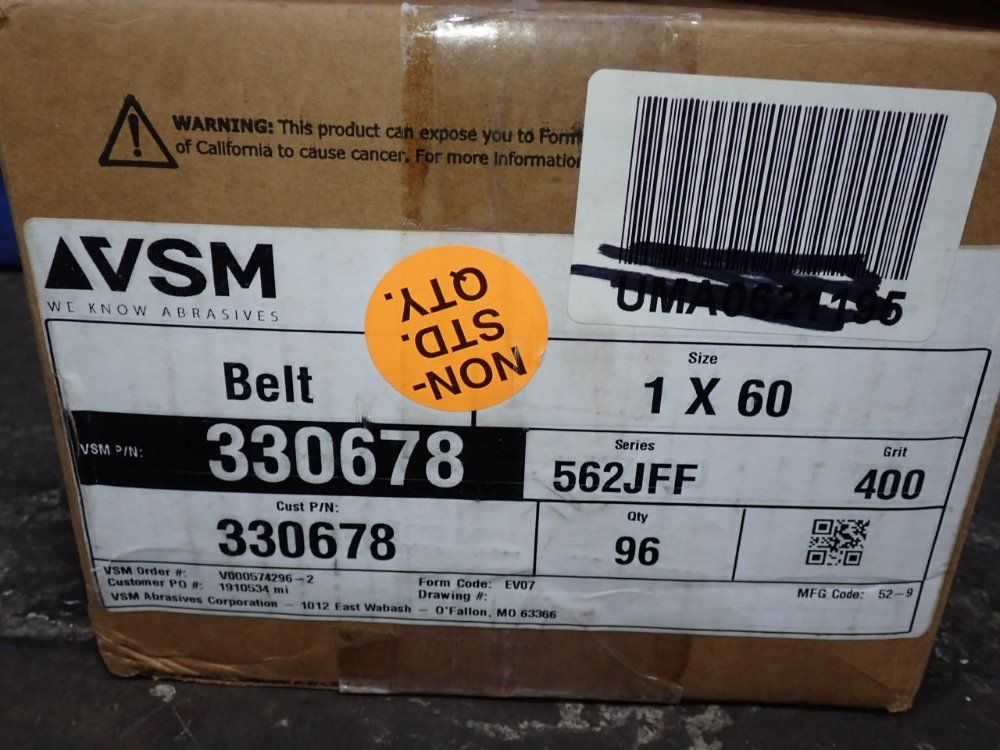 WARNING: This product can expose you to Form
of California to cause cancer. For more Information
UMA0621195
VSM
WE KNOW ABRASIVES
NON-
STD.
QTY.
Belt
Size
1 X 60
VSM P/N:
330678
Series
562JFF
Grit
400
Cust P/N:
330678
Qty
96
VSM Order #: V000574296-2
Customer PO #: 1910534 mi
Form Code: EV07
Drawing #:
MFG Code: 52-9
VSM Abrasives Corporation - 1012 East Wabash - O'Fallon, MO 63366